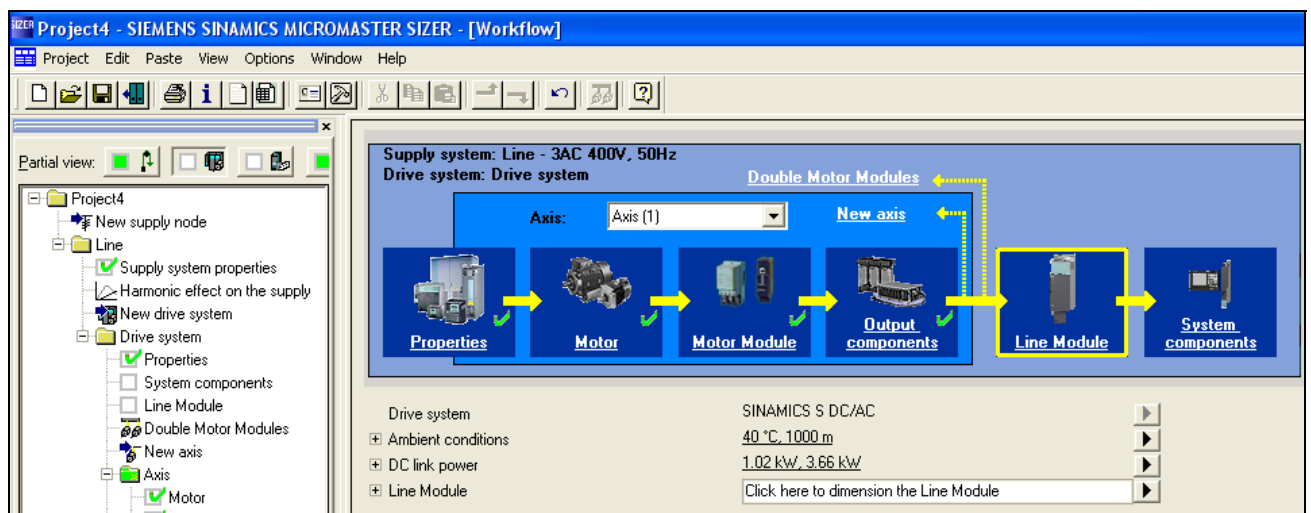 SIZER Project4 - SIEMENS SINAMICS MICROMASTER SIZER - [Workflow]
Project Edit Paste View Options Window Help
Partial view:
Project4
New supply node
Line
Supply system properties
Harmonic effect on the supply
New drive system
Drive system
Properties
System components
Line Module
Double Motor Modules
New axis
Axis
Motor
Supply system: Line - 3AC 400V, 50Hz
Drive system: Drive system
Double Motor Modules
Axis: Axis (1) New axis
Properties
Motor
Motor Module
Output components
Line Module
System components
Drive system SINAMICS S DC/AC
Ambient conditions 40 °C, 1000 m
DC link power 1.02 kW, 3.66 kW
Line Module Click here to dimension the Line Module